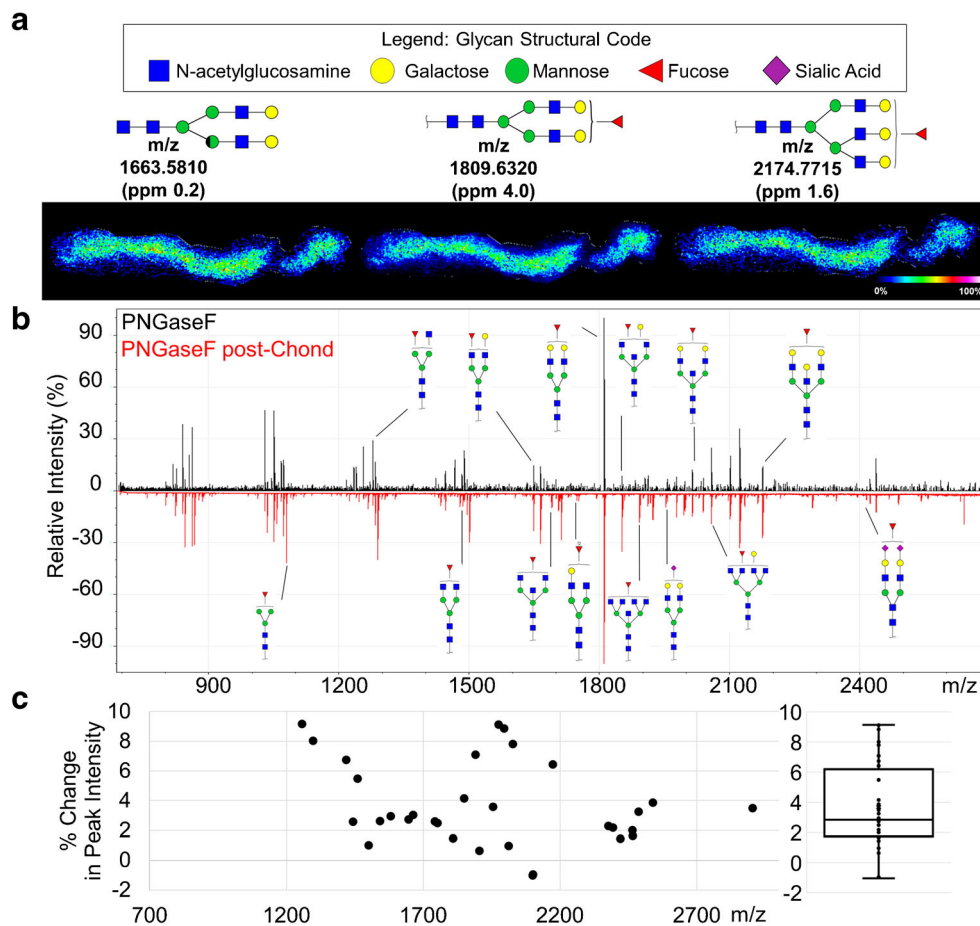 a
Legend: Glycan Structural Code
N-acetylglucosamine Galactose Mannose Fucose Sialic Acid
m/z
1663.5810
(ppm 0.2)
m/z
1809.6320
(ppm 4.0)
m/z
2174.7715
(ppm 1.6)
0% 100%
b
PNGaseF
PNGaseF post-Chond
Relative Intensity (%)
90
60
30
0
-30
-60
-90
900 1200 1500 1800 2100 2400 m/z
c
% Change
in Peak Intensity
10
8
6
4
2
0
-2
700 1200 1700 2200 2700 m/z
10
8
6
4
2
0
-2